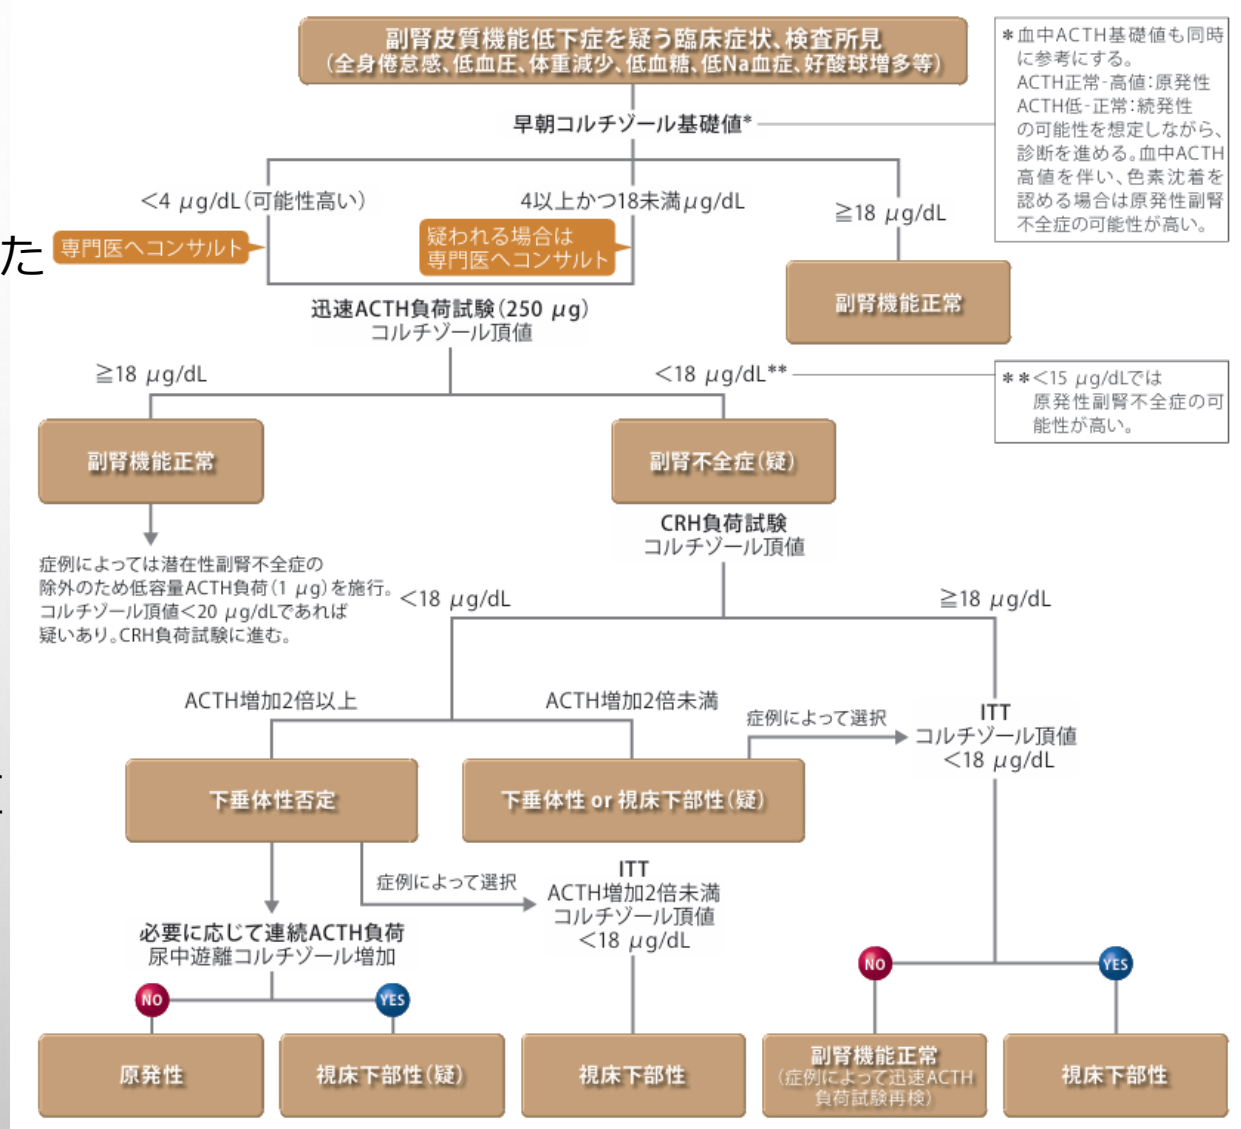 副腎皮質機能低下症を疑う臨床症状、検査所見
(全身倦怠感、低血圧、体重減少、低血糖、低Na血症、好酸球増多等)
早朝コルチゾール基礎値*
*血中ACTH基礎値も同時
に参考にする。
ACTH正常-高値:原発性
ACTH低-正常:続発性
の可能性を想定しながら、
診断を進める。血中ACTH
高値を伴い、色素沈着を
認める場合は原発性副腎
不全症の可能性が高い。
<4 μg/dL(可能性高い)
4以上かつ18未満μg/dL
≧18 μg/dL
た
専門医へコンサルト
疑われる場合は
専門医へコンサルト
副腎機能正常
迅速ACTH負荷試験(250 μg)
コルチゾール頂値
≧18 μg/dL
<18 μg/dL**
**<15 μg/dLでは
原発性副腎不全症の可
能性が高い。
副腎機能正常
副腎不全症(疑)
CRH負荷試験
コルチゾール頂値
症例によっては潜在性副腎不全症の
除外のため低容量ACTH負荷(1 μg)を施行。
コルチゾール頂値<20 μg/dLであれば
疑いあり。CRH負荷試験に進む。
<18 μg/dL
≧18 μg/dL
ACTH増加2倍以上
ACTH増加2倍未満
症例によって選択
ITT
コルチゾール頂値
<18 μg/dL
下垂体性否定
下垂体性 or 視床下部性(疑)
症例によって選択
ITT
ACTH増加2倍未満
コルチゾール頂値
<18 μg/dL
必要に応じて連続ACTH負荷
尿中遊離コルチゾール増加
NO
YES
NO
YES
原発性
視床下部性(疑)
視床下部性
副腎機能正常
(症例によって迅速ACTH
負荷試験再検)
視床下部性